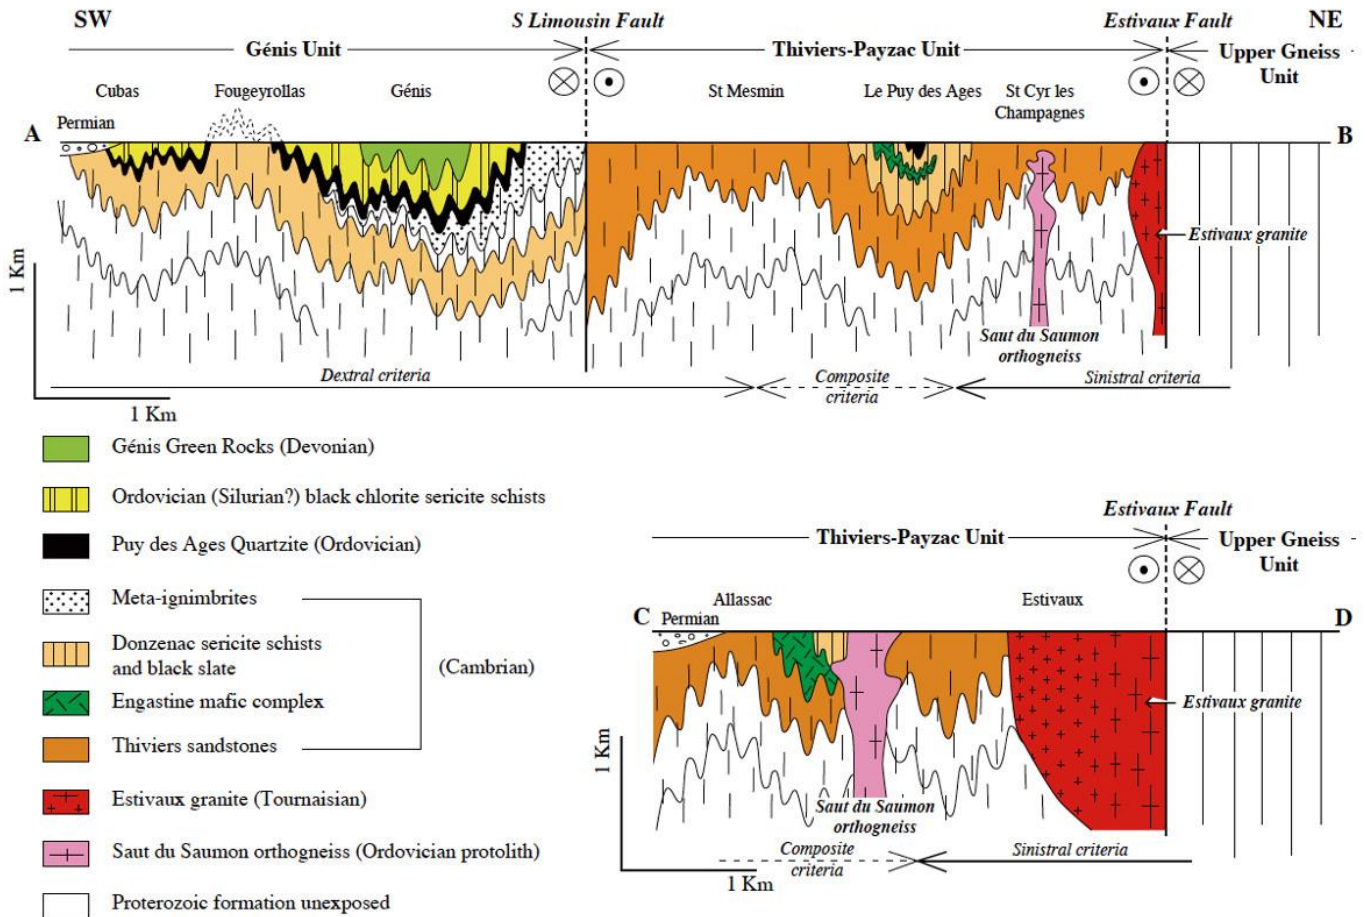 SW
S Limousin Fault
Estivaux Fault
NE
Génis Unit
Thiviers-Payzac Unit
Upper Gneiss
Unit
Cubas
Fougeyrollas
Génis
St Mesmin
Le Puy des Ages
St Cyr les
Champagnes
Permian
A
B
Estivaux granite
1 Km
Saut du Saumon
orthogneiss
Dextral criteria
Composite
criteria
Sinistral criteria
1 Km
Génis Green Rocks (Devonian)
Ordovician (Silurian?) black chlorite sericite schists
Puy des Ages Quartzite (Ordovician)
Meta-ignimbrites
Donzenac sericite schists
and black slate
(Cambrian)
Engastine mafic complex
Thiviers sandstones
Estivaux granite (Tournaisian)
Saut du Saumon orthogneiss (Ordovician protolith)
Proterozoic formation unexposed
Estivaux Fault
Thiviers-Payzac Unit
Upper Gneiss
Unit
Allassac
Estivaux
C
Permian
D
Estivaux granite
1 Km
Saut du Saumon
orthogneiss
Composite
criteria
Sinistral criteria
1 Km